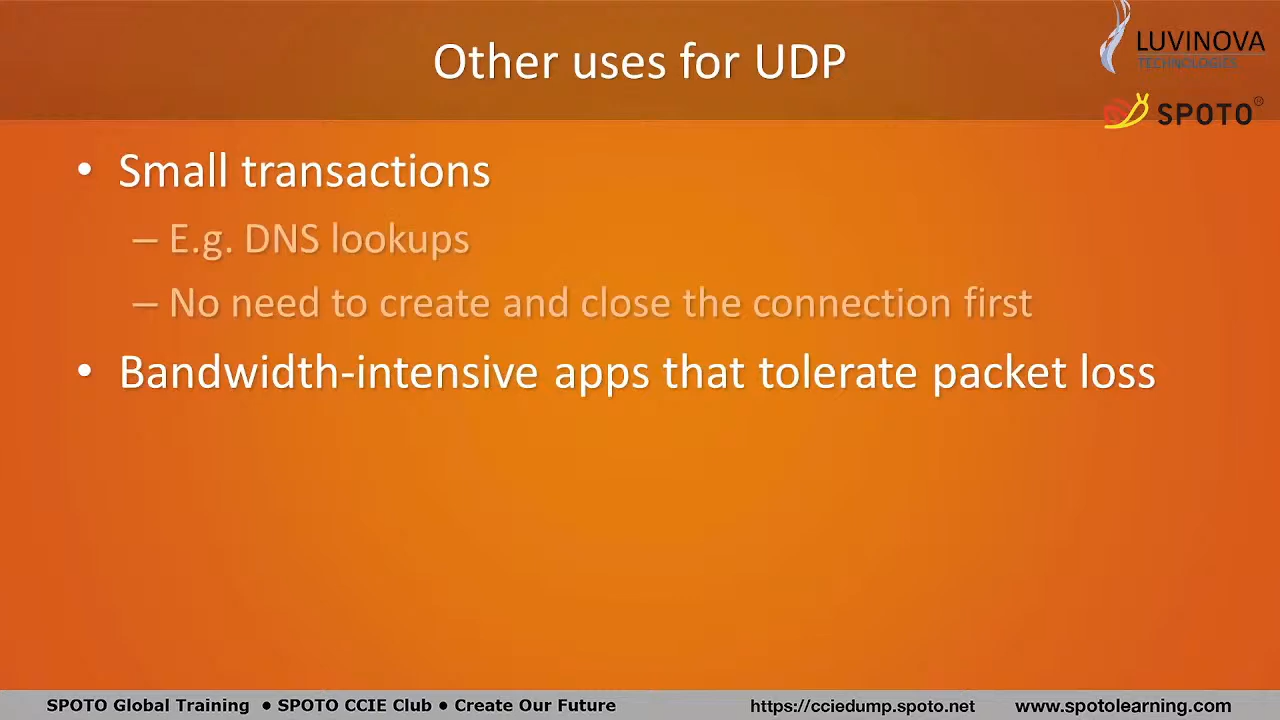 Other uses for UDP
LUVINOVA
TECHNOLOGIES
SPOTO®
• Small transactions
– E.g. DNS lookups
– No need to create and close the connection first
• Bandwidth-intensive apps that tolerate packet loss
SPOTO Global Training ● SPOTO CCIE Club ● Create Our Future
https://cciedump.spoto.net
www.spotolearning.com